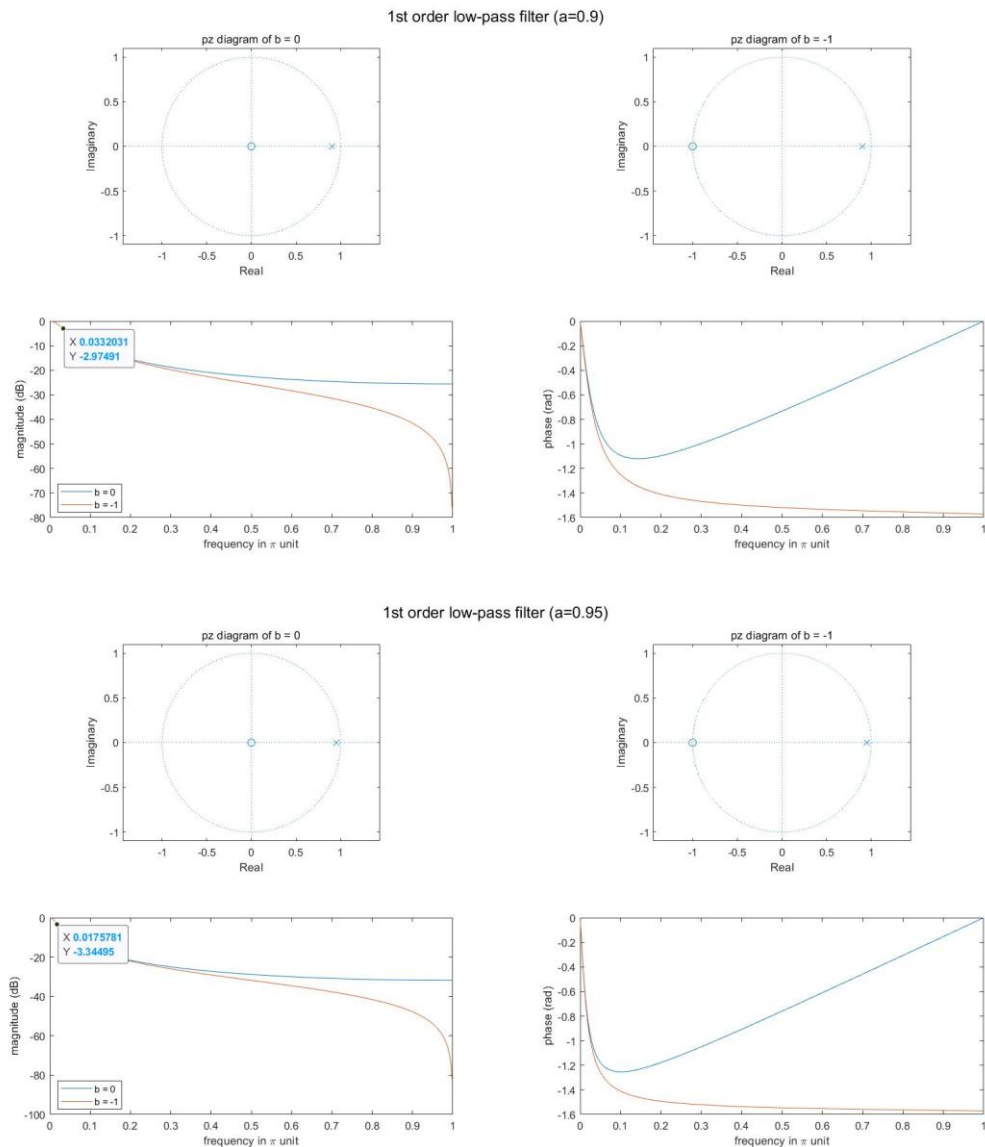 1st order low-pass filter (a=0.9)
pz diagram of b = 0
1
0.5
0
-0.5
-1
Imaginary
-1 -0.5 0 0.5 1
Real
pz diagram of b = -1
1
0.5
0
-0.5
-1
Imaginary
-1 -0.5 0 0.5 1
Real
0
-10
-20
-30
-40
-50
-60
-70
-80
magnitude (dB)
X 0.0332031
Y -2.97491
b = 0
b = -1
0 0.1 0.2 0.3 0.4 0.5 0.6 0.7 0.8 0.9 1
frequency in π unit
0
-0.2
-0.4
-0.6
-0.8
-1
-1.2
-1.4
-1.6
phase (rad)
0 0.1 0.2 0.3 0.4 0.5 0.6 0.7 0.8 0.9 1
frequency in π unit
1st order low-pass filter (a=0.95)
pz diagram of b = 0
1
0.5
0
-0.5
-1
Imaginary
-1 -0.5 0 0.5 1
Real
pz diagram of b = -1
1
0.5
0
-0.5
-1
Imaginary
-1 -0.5 0 0.5 1
Real
0
-20
-40
-60
-80
-100
magnitude (dB)
X 0.0175781
Y -3.34495
b = 0
b = -1
0 0.1 0.2 0.3 0.4 0.5 0.6 0.7 0.8 0.9 1
frequency in π unit
0
-0.2
-0.4
-0.6
-0.8
-1
-1.2
-1.4
-1.6
phase (rad)
0 0.1 0.2 0.3 0.4 0.5 0.6 0.7 0.8 0.9 1
frequency in π unit